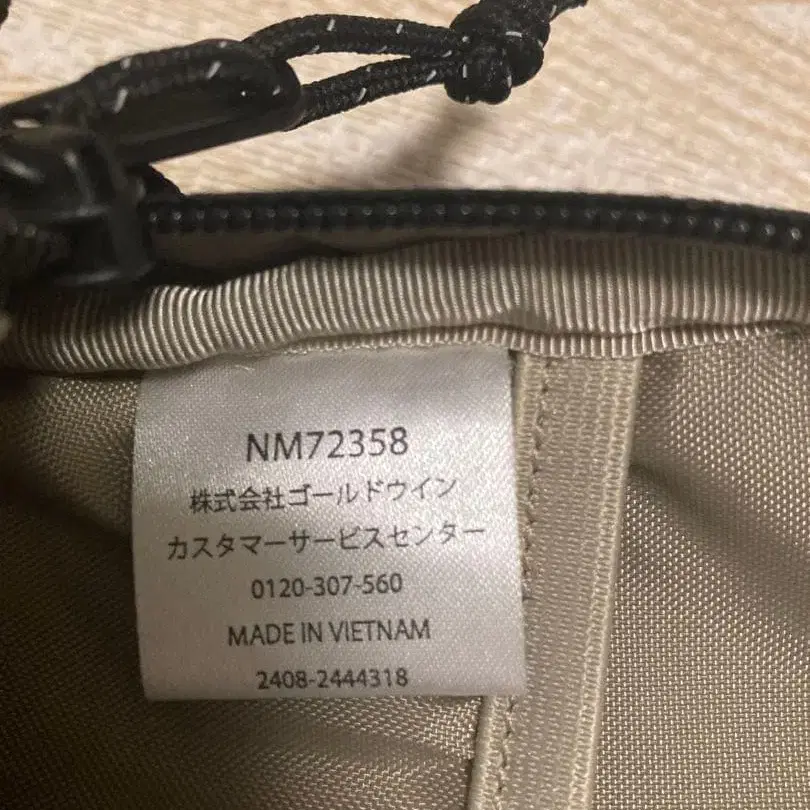 NM72358
株式会社ゴールドウイン
カスタマーサービスセンター
0120-307-560
MADE IN VIETNAM
2408-2444318